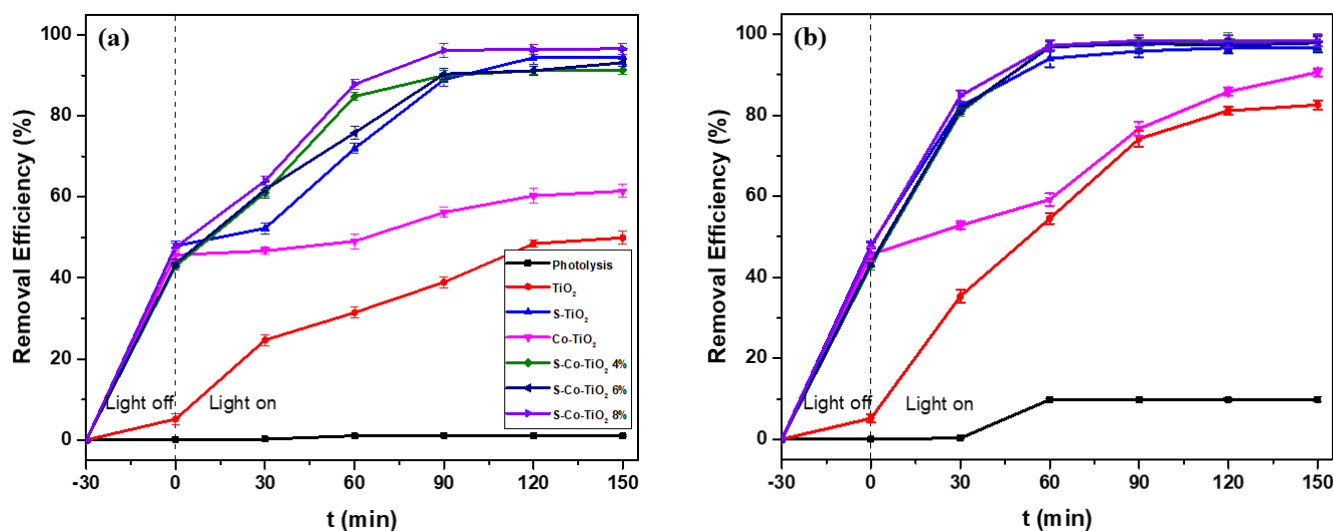 (a)
Removal Efficiency (%)
100
80
60
40
20
0
Light off
Light on
Photolysis
TiO₂
S-TiO₂
Co-TiO₂
S-Co-TiO₂ 4%
S-Co-TiO₂ 6%
S-Co-TiO₂ 8%
-30 0 30 60 90 120 150
t (min)
(b)
Removal Efficiency (%)
100
80
60
40
20
0
Light off
Light on
-30 0 30 60 90 120 150
t (min)